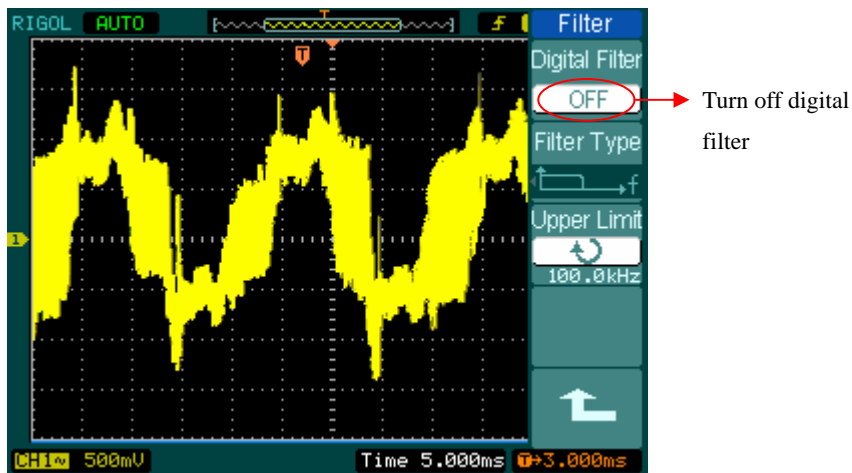 RIGOL AUTO
T
Filter
Digital Filter
OFF
Turn off digital
filter
Filter Type
f
Upper Limit
100.0kHz
T
1
CH1~ 500mV
Time 5.000ms T→3.000ms